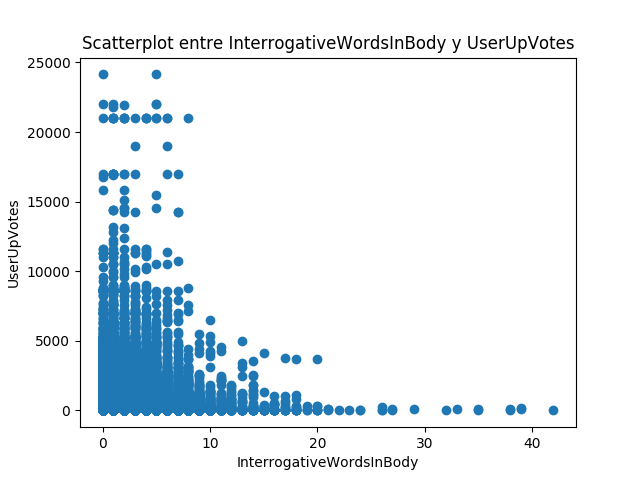 Scatterplot entre InterrogativeWordsInBody y UserUpVotes
25000
20000
15000
10000
5000
0
UserUpVotes
0 10 20 30 40
InterrogativeWordsInBody